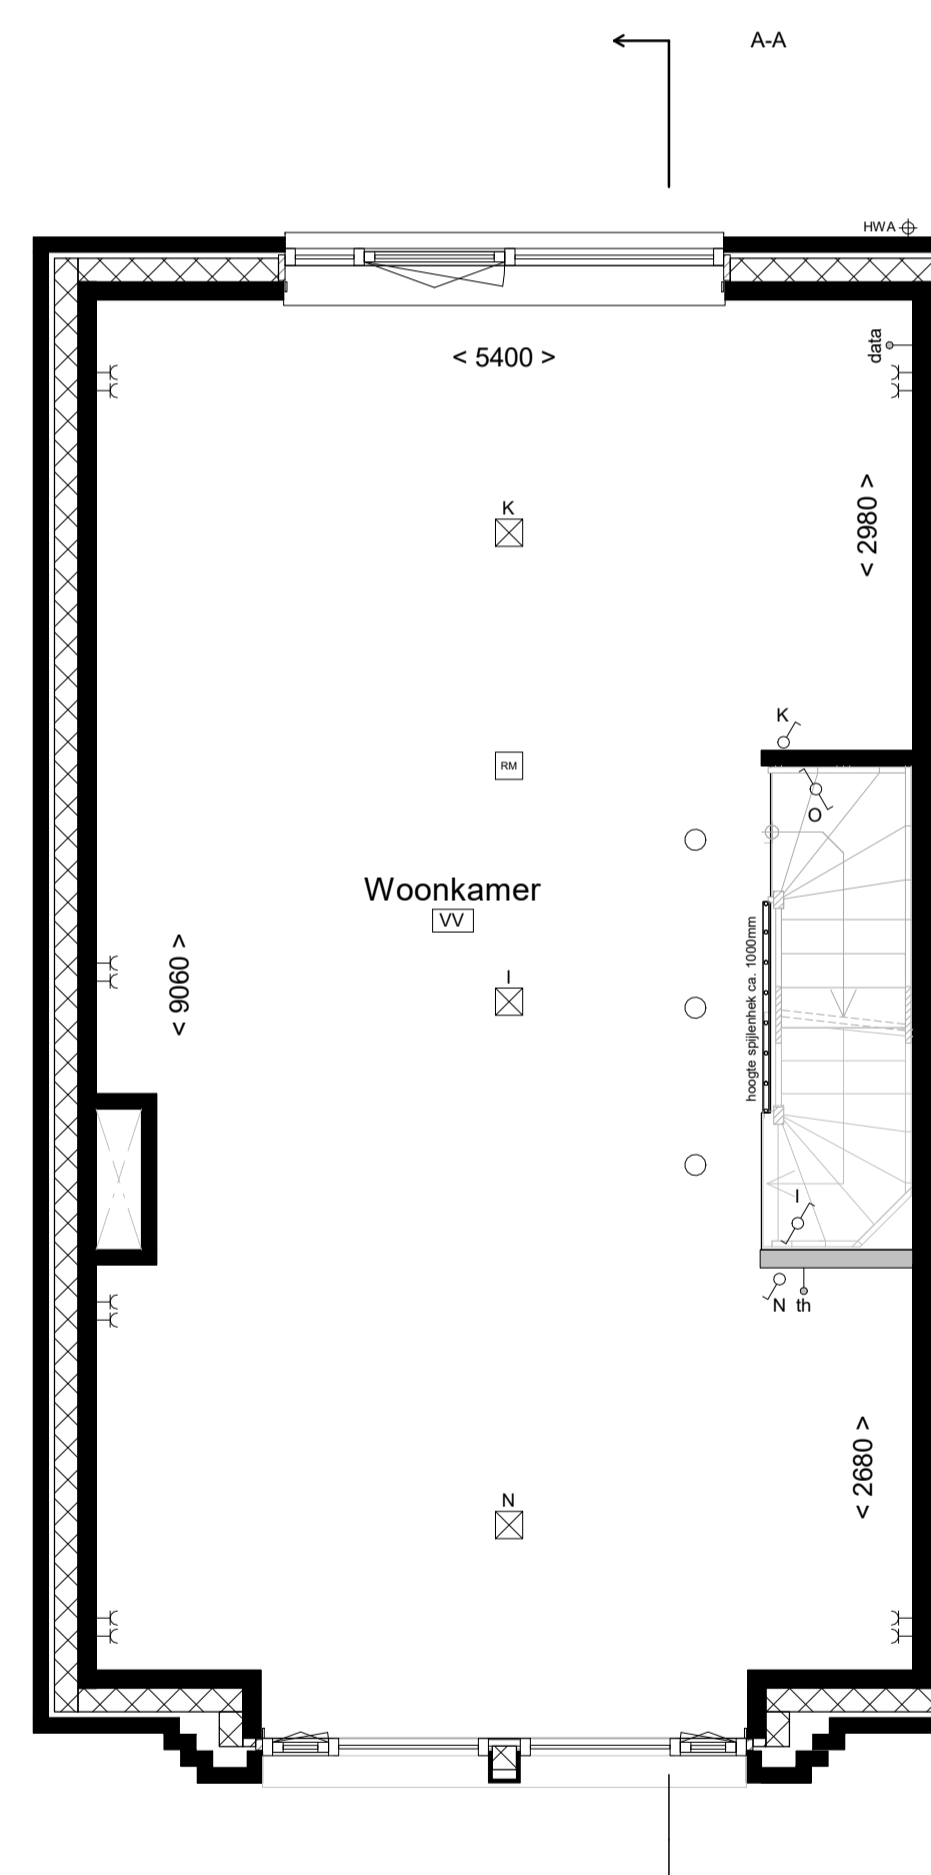 A-A
HWA
data
< 5400 >
< 2980 >
K
RM
K
O
Woonkamer
VV
< 9060 >
I
hoogte spijlenhek ca. 1000mm
I
N th
< 2680 >
N